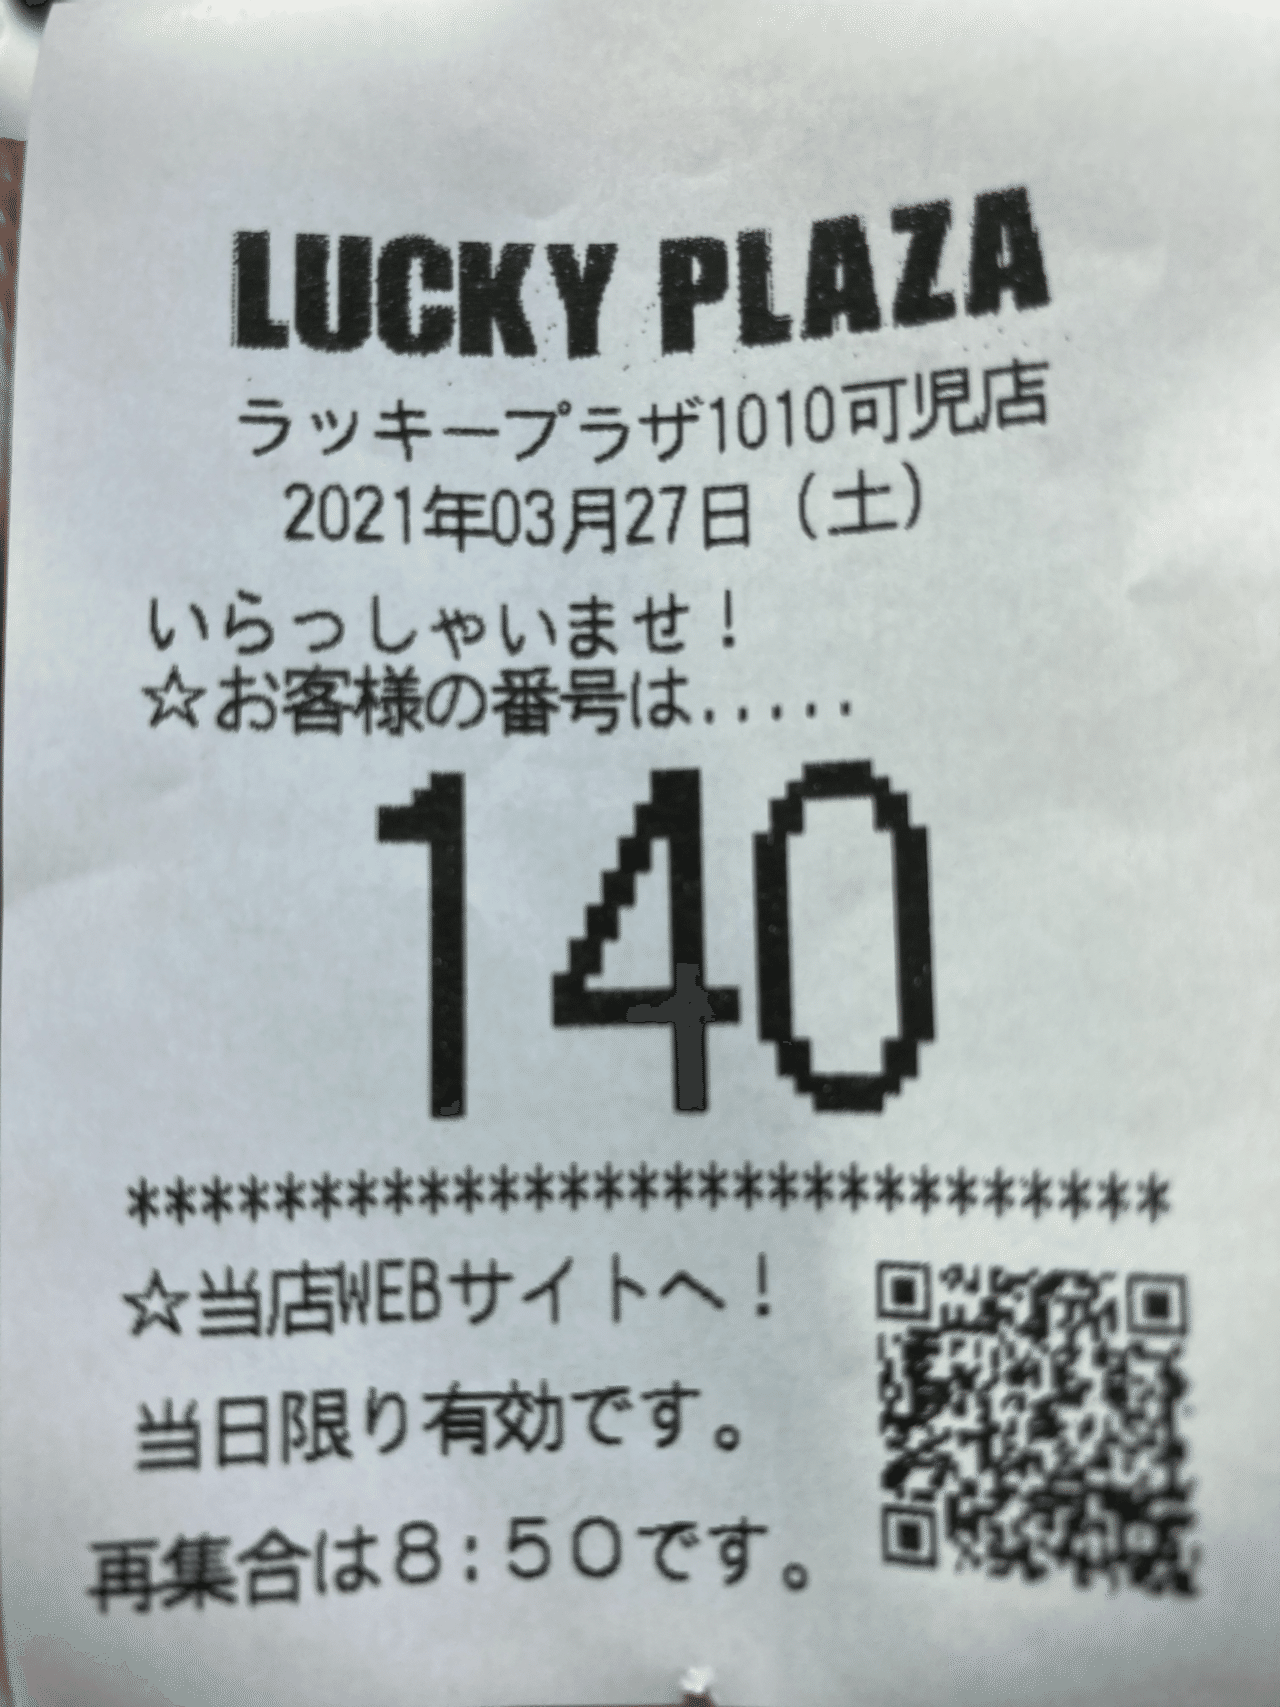 LUCKY PLAZA
ラッキープラザ1010可児店
2021年03月27日（土）
いらっしゃいませ！
☆お客様の番号は.....
140
******************************
☆当店WEBサイトへ！
当日限り有効です。
再集合は８:５０です。